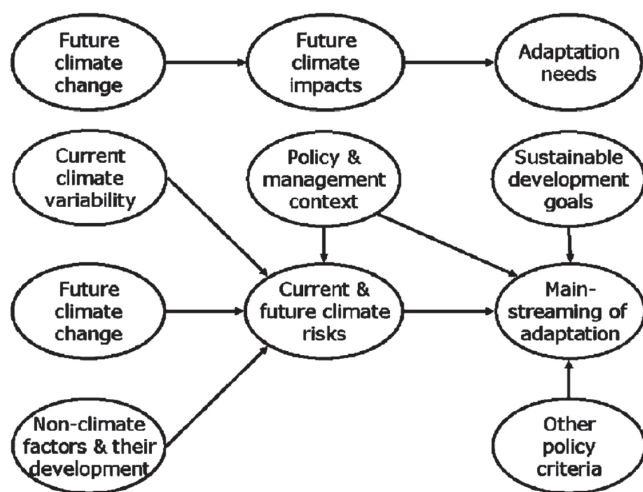 Future
climate
change
Future
climate
impacts
Adaptation
needs
Current
climate
variability
Policy &
management
context
Sustainable
development
goals
Future
climate
change
Current &
future climate
risks
Main-
streaming of
adaptation
Non-climate
factors & their
development
Other
policy
criteria